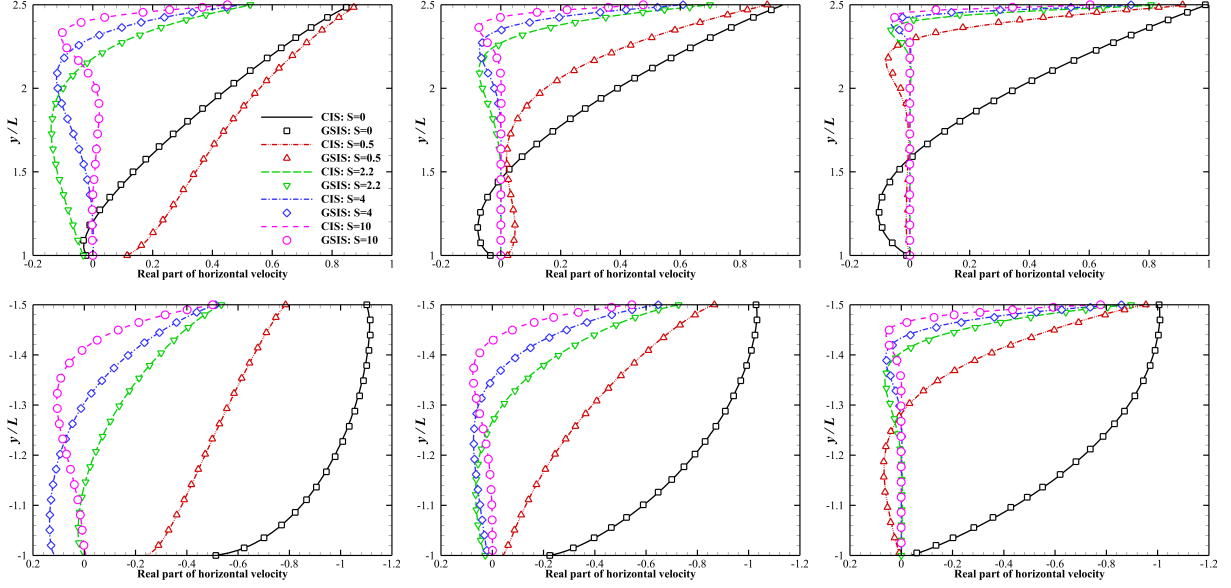 2.5
2
1.5
1
y / L
-0.2 0 0.2 0.4 0.6 0.8 1
Real part of horizontal velocity
CIS: S=0
GSIS: S=0
CIS: S=0.5
GSIS: S=0.5
CIS: S=2.2
GSIS: S=2.2
CIS: S=4
GSIS: S=4
CIS: S=10
GSIS: S=10
2.5
2
1.5
1
y / L
-0.2 0 0.2 0.4 0.6 0.8 1
Real part of horizontal velocity
2.5
2
1.5
1
y / L
-0.2 0 0.2 0.4 0.6 0.8 1
Real part of horizontal velocity
-1.5
-1.4
-1.3
-1.2
-1.1
-1
y / L
0.2 0 -0.2 -0.4 -0.6 -0.8 -1 -1.2
Real part of horizontal velocity
-1.5
-1.4
-1.3
-1.2
-1.1
-1
y / L
0.2 0 -0.2 -0.4 -0.6 -0.8 -1 -1.2
Real part of horizontal velocity
-1.5
-1.4
-1.3
-1.2
-1.1
-1
y / L
0.2 0 -0.2 -0.4 -0.6 -0.8 -1 -1.2
Real part of horizontal velocity